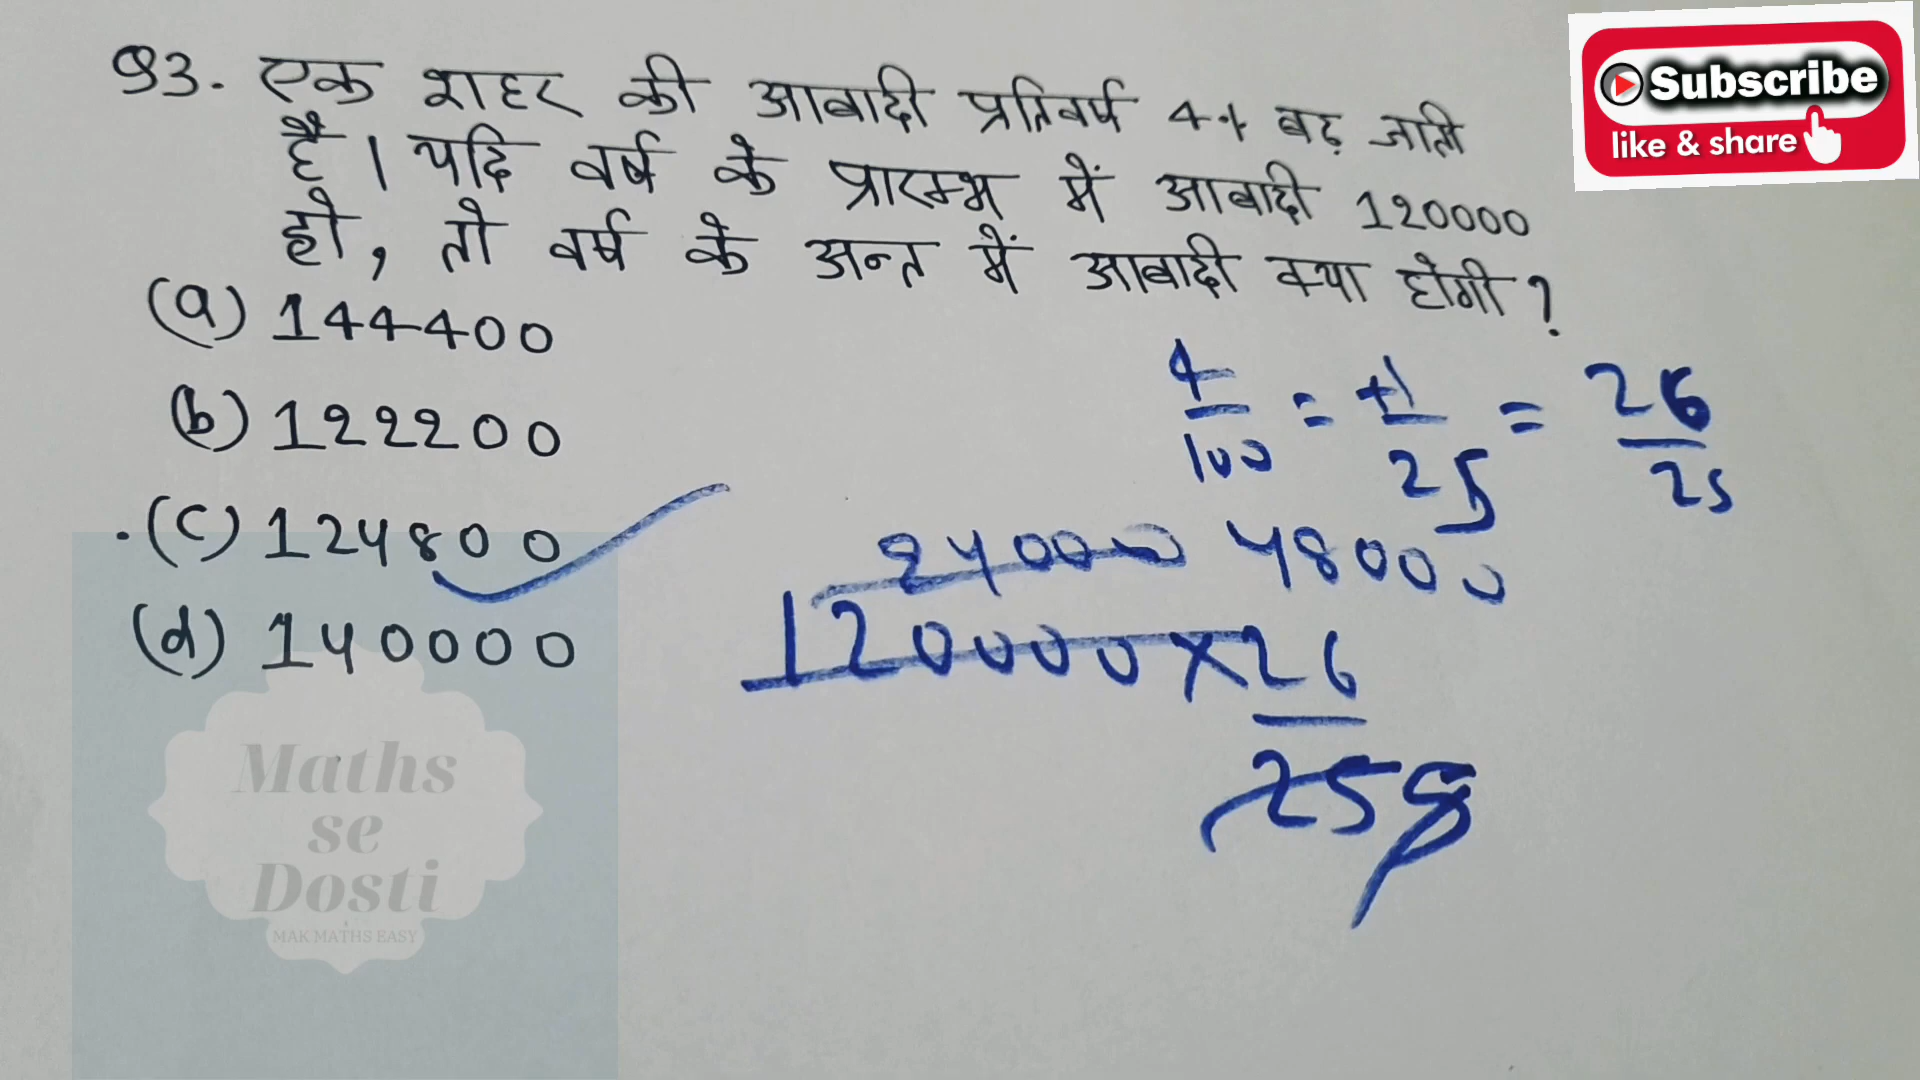 93. एक शहर की आबादी प्रतिवर्ष 4% बढ़ जाती
है। यदि वर्ष के प्रारम्भ में आबादी 120000
हो, तो वर्ष के अन्त में आबादी क्या होगी?
(a) 144400
(b) 122200
(c) 124800
(d) 140000
4/100 = +1/25 = 26/25
24000 4800
120000 × 26
25
Subscribe
like & share
Maths
se
Dosti
MAK MATHS EASY